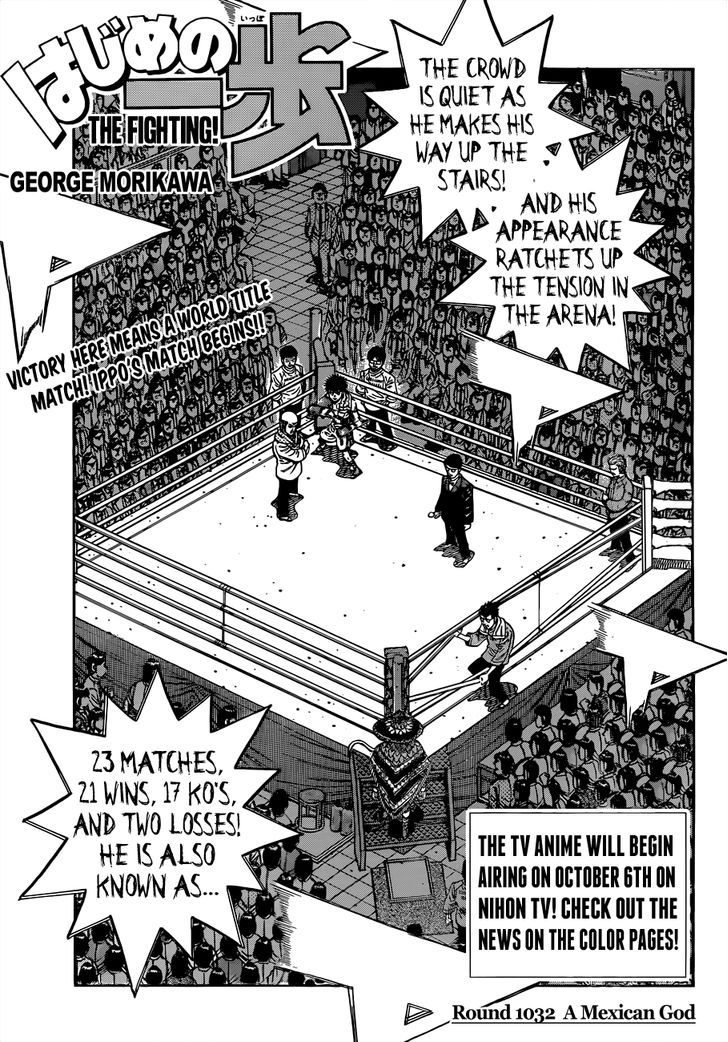 はじめの一歩
いっぽ
THE FIGHTING!
GEORGE MORIKAWA
THE CROWD
IS QUIET AS
HE MAKES HIS
WAY UP THE
STAIRS!
AND HIS
APPEARANCE
RATCHETS UP
THE TENSION IN
THE ARENA!
VICTORY HERE MEANS A WORLD TITLE
MATCH! IPPO'S MATCH BEGINS!!
23 MATCHES,
21 WINS, 17 KO'S,
AND TWO LOSSES!
HE IS ALSO
KNOWN AS...
THE TV ANIME WILL BEGIN
AIRING ON OCTOBER 6TH ON
NIHON TV! CHECK OUT THE
NEWS ON THE COLOR PAGES!
Round 1032 A Mexican God